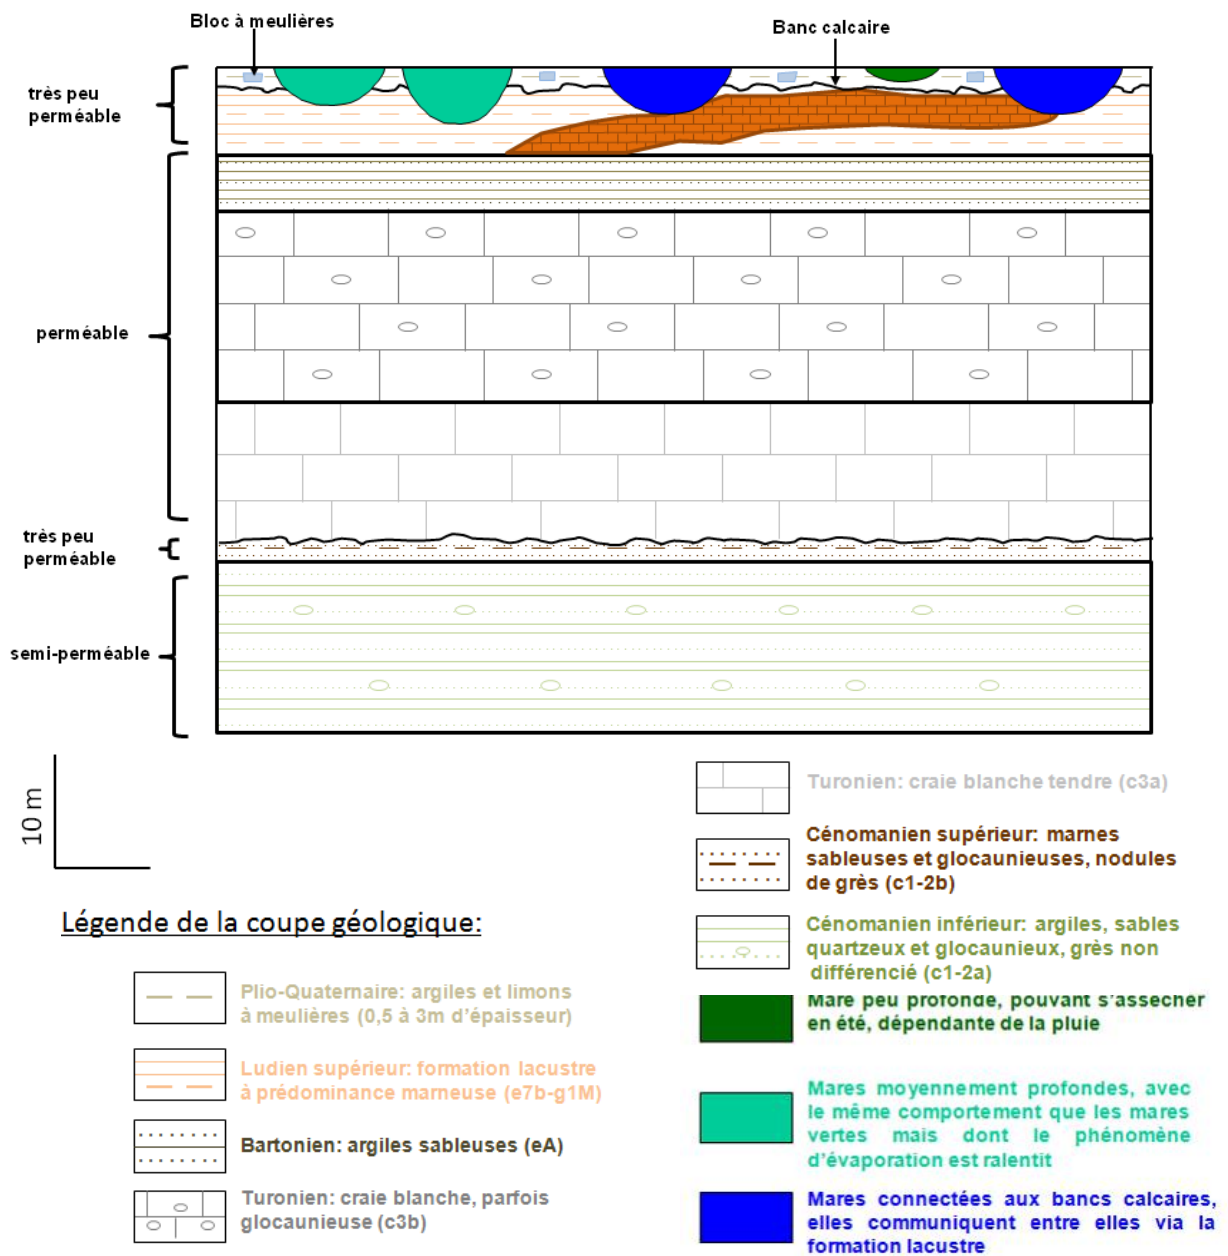 Bloc à meulières
Banc calcaire
très peu
perméable
perméable
très peu
perméable
semi-perméable
10 m
Légende de la coupe géologique:
Plio-Quaternaire: argiles et limons
à meulières (0,5 à 3m d'épaisseur)
Ludien supérieur: formation lacustre
à prédominance marneuse (e7b-g1M)
Bartonien: argiles sableuses (eA)
Turonien: craie blanche, parfois
glocaunieuse (c3b)
Turonien: craie blanche tendre (c3a)
Cénomanien supérieur: marnes
sableuses et glocaunieuses, nodules
de grès (c1-2b)
Cénomanien inférieur: argiles, sables
quartzeux et glocaunieux, grès non
différencié (c1-2a)
Mare peu profonde, pouvant s'assécher
en été, dépendante de la pluie
Mares moyennement profondes, avec
le même comportement que les mares
vertes mais dont le phénomène
d'évaporation est ralentit
Mares connectées aux bancs calcaires,
elles communiquent entre elles via la
formation lacustre